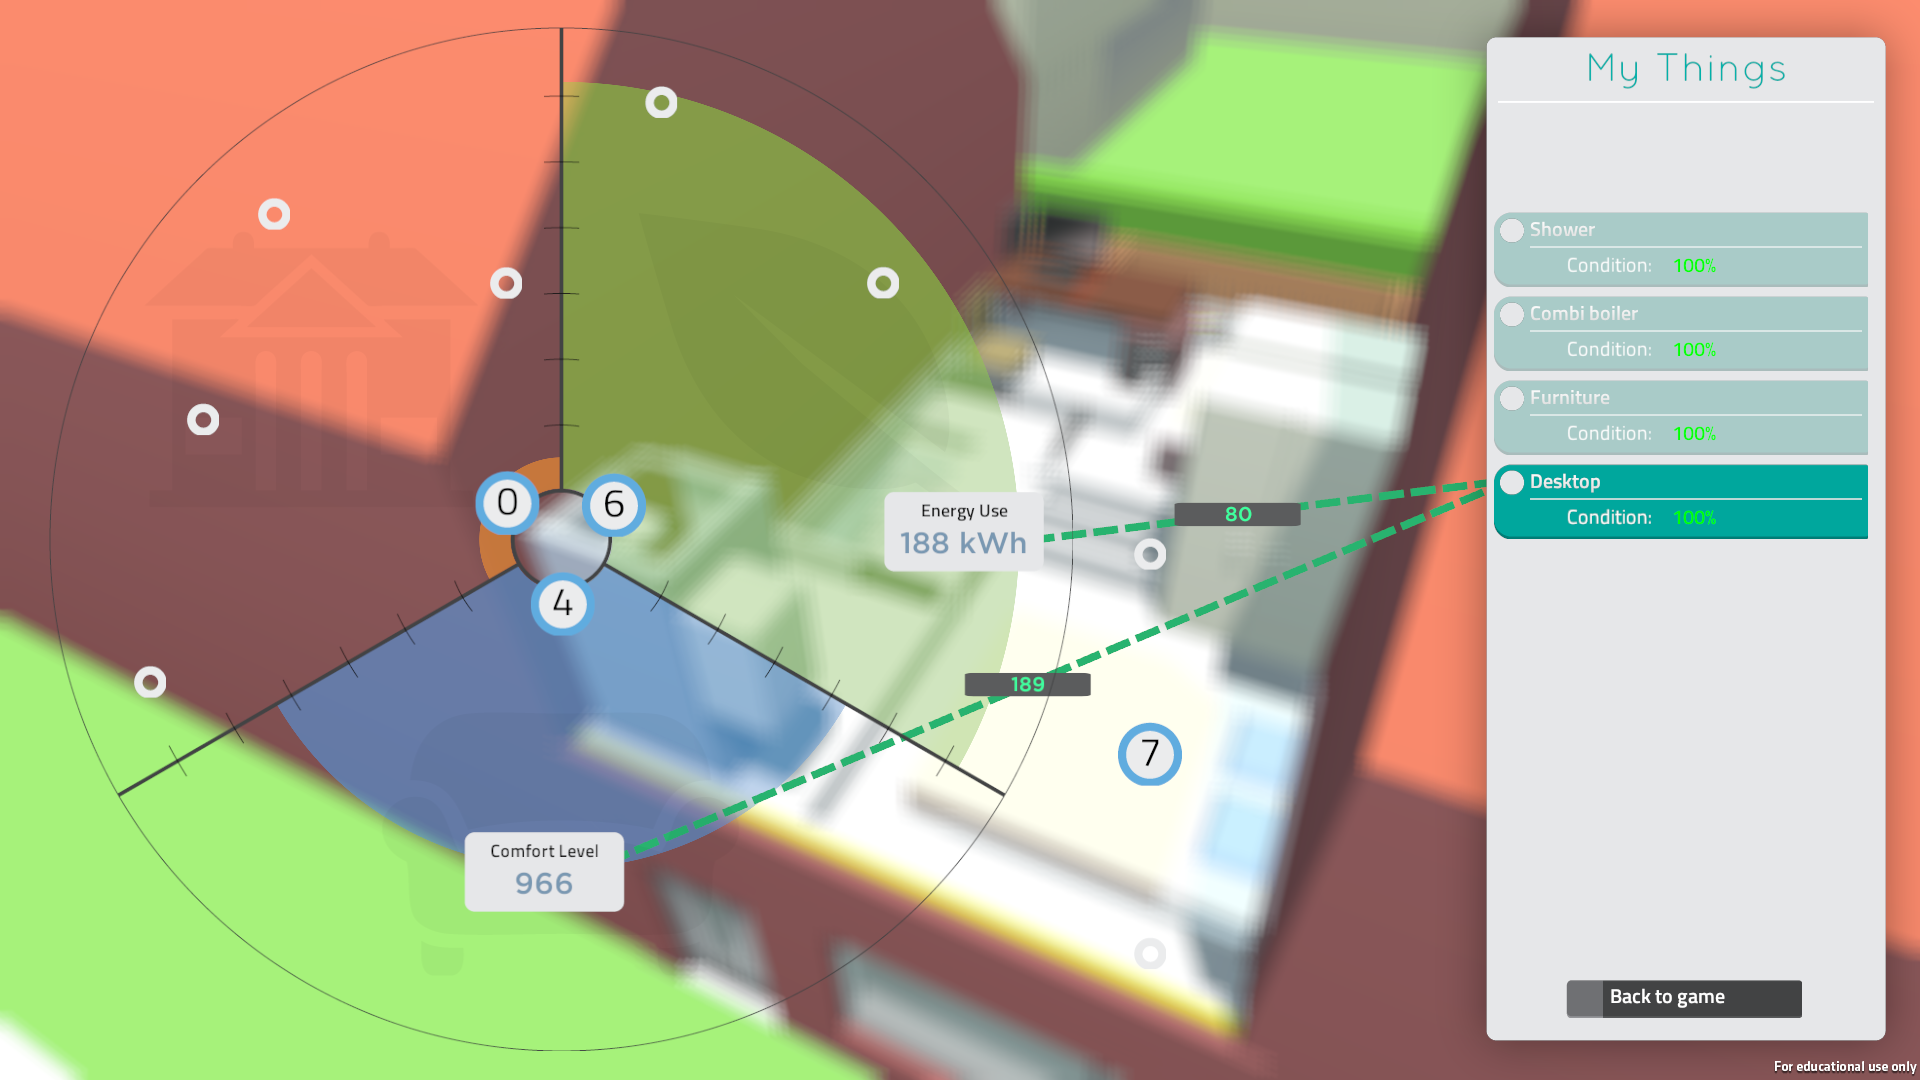 My Things
Shower
Condition: 100%
Combi boiler
Condition: 100%
Furniture
Condition: 100%
Desktop
Condition: 100%
0
6
4
Energy Use
188 kWh
80
189
7
Comfort Level
966
Back to game
For educational use only